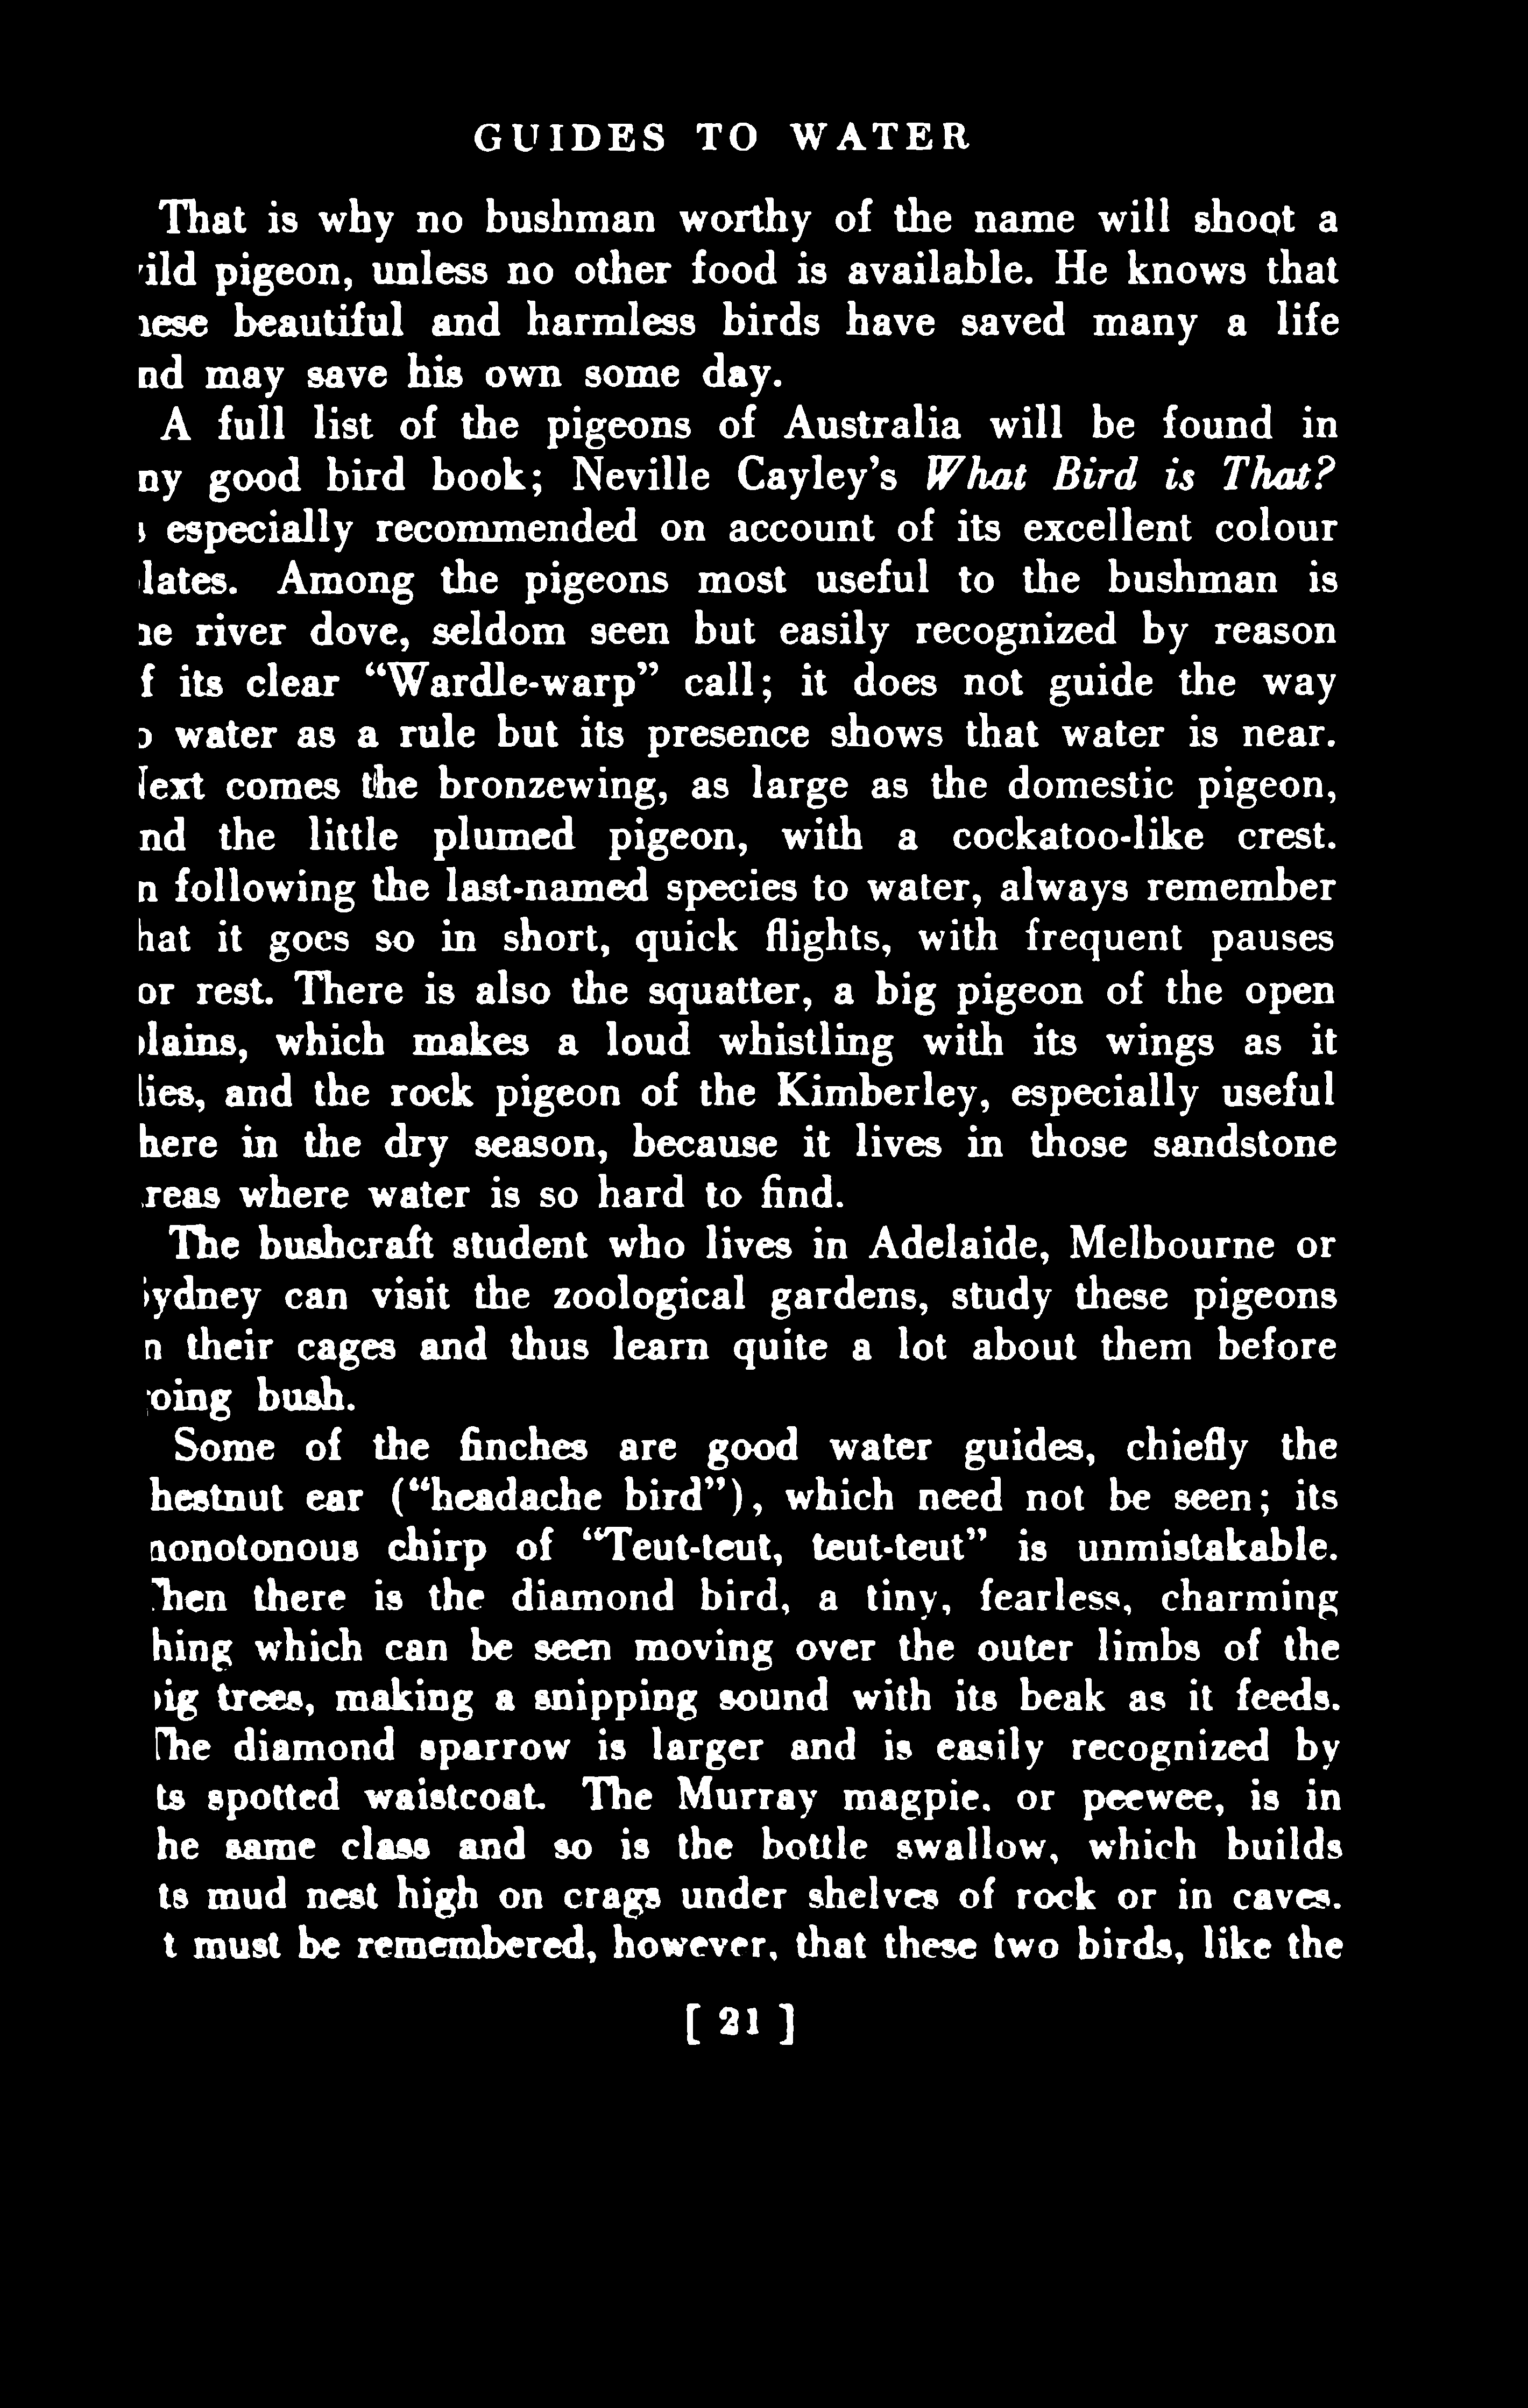 GUIDES TO WATER
That is why no bushman worthy of the name will shoot a
ild pigeon, unless no other food is available. He knows that
ese beautiful and harmless birds have saved many a life
nd may save his own some day.
A full list of the pigeons of Australia will be found in
ny good bird book; Neville Cayley's What Bird is That?
especially recommended on account of its excellent colour
lates. Among the pigeons most useful to the bushman is
e river dove, seldom seen but easily recognized by reason
f its clear “Wardle-warp” call; it does not guide the way
water as a rule but its presence shows that water is near.
ext comes the bronzewing, as large as the domestic pigeon,
nd the little plumed pigeon, with a cockatoo-like crest.
n following the last-named species to water, always remember
hat it goes so in short, quick flights, with frequent pauses
or rest. There is also the squatter, a big pigeon of the open
lains, which makes a loud whistling with its wings as it
lies, and the rock pigeon of the Kimberley, especially useful
here in the dry season, because it lives in those sandstone
reas where water is so hard to find.
The bushcraft student who lives in Adelaide, Melbourne or
ydney can visit the zoological gardens, study these pigeons
n their cages and thus learn quite a lot about them before
oing bush.
Some of the finches are good water guides, chiefly the
hestnut ear (“headache bird”), which need not be seen; its
onotonous chirp of “Teut-teut, teut-teut” is unmistakable.
hen there is the diamond bird, a tiny, fearless, charming
hing which can be seen moving over the outer limbs of the
ig trees, making a snipping sound with its beak as it feeds.
The diamond sparrow is larger and is easily recognized by
ts spotted waistcoat. The Murray magpie, or peewee, is in
he same class and so is the bottle swallow, which builds
ts mud nest high on crags under shelves of rock or in caves.
t must be remembered, however, that these two birds, like the
[ 21 ]